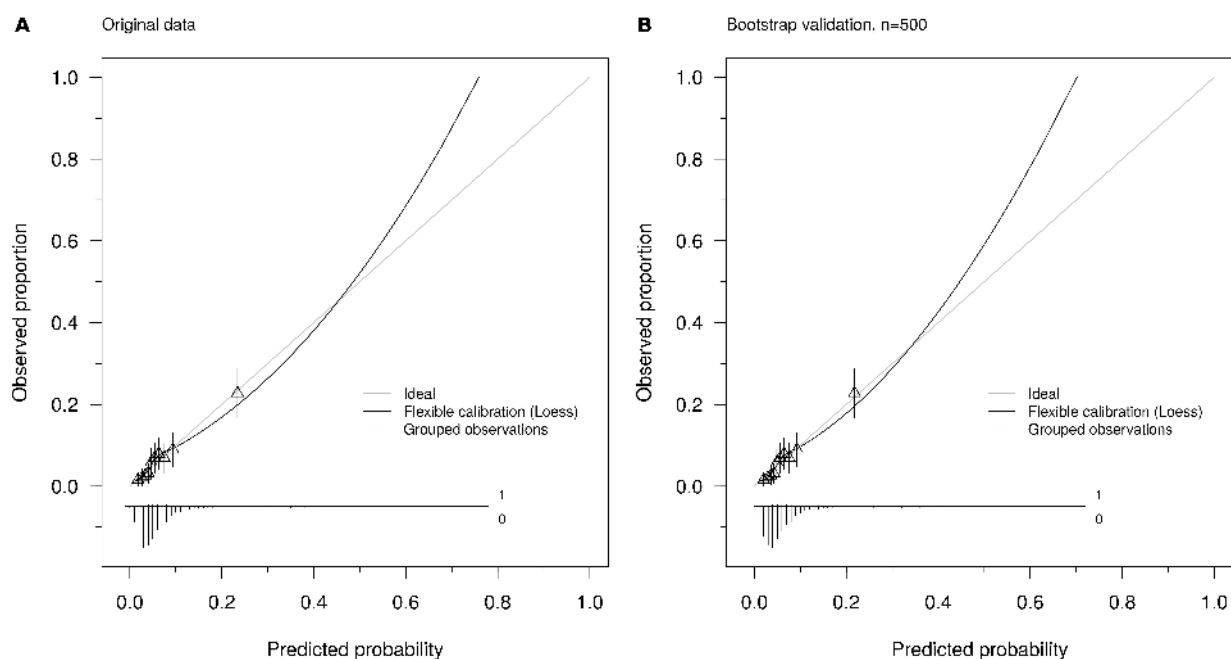 A Original data
1.0
0.8
0.6
0.4
0.2
0.0
Observed proportion
Ideal
Flexible calibration (Loess)
Grouped observations
1
0
0.0 0.2 0.4 0.6 0.8 1.0
Predicted probability
B Bootstrap validation. n=500
1.0
0.8
0.6
0.4
0.2
0.0
Observed proportion
Ideal
Flexible calibration (Loess)
Grouped observations
1
0
0.0 0.2 0.4 0.6 0.8 1.0
Predicted probability